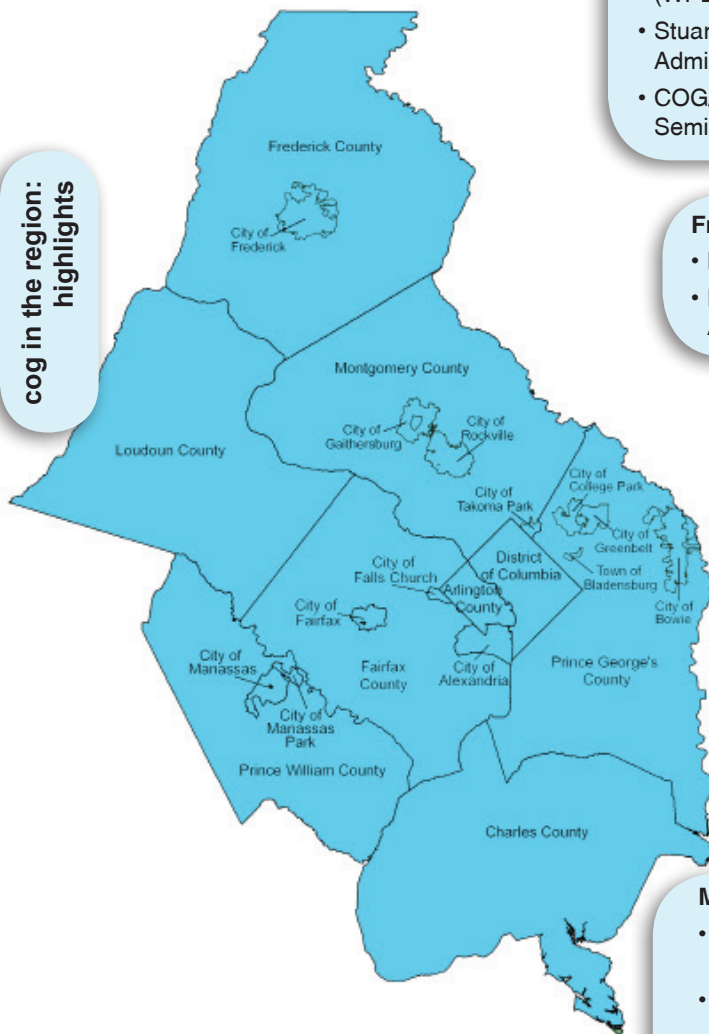 cog in the region:
highlights
• Stuar
Admi
• COG
Semi
Fr
•
•
Frederick County
City of
Frederick
Montgomery County
City of
Gaithersburg
City of
Rockville
Loudoun County
City of
Takoma Park
City of
College Park
City of
Greenbelt
Town of
Bladensburg
City of
Bowie
District
of Columbia
City of
Falls Church
Arlington
County
City of
Fairfax
City of
Manassas
Fairfax
County
City of
Alexandria
Prince George's
County
City of
Manassas
Park
Prince William County
Charles County
M
•
•